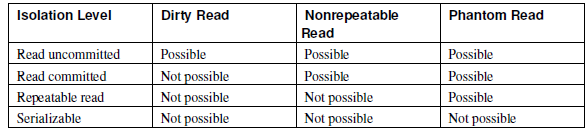 Isolation Level Dirty Read Nonrepeatable Phantom Read
Read
Read uncommitted Possible Possible Possible
Read committed Not possible Possible Possible
Repeatable read Not possible Not possible Possible
Serializable Not possible Not possible Not possible